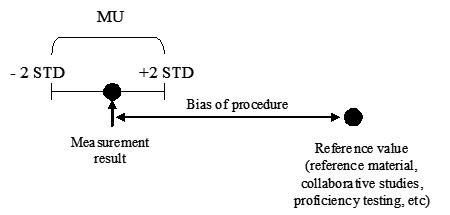 MU
- 2 STD
+2 STD
Bias of procedure
Measurement
result
Reference value
(reference material,
collaborative studies,
proficiency testing, etc)